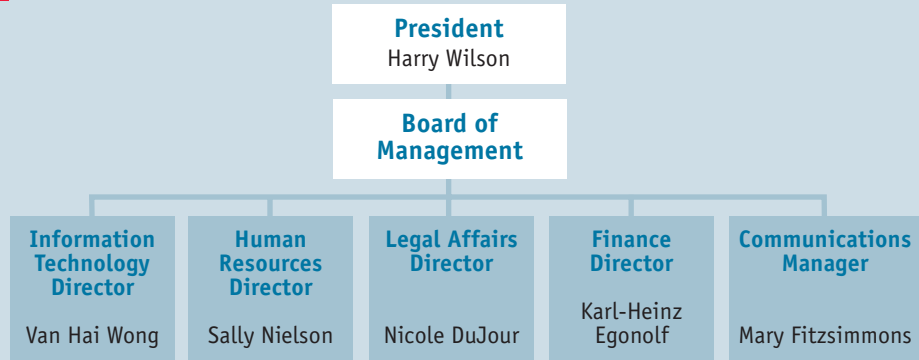 President
Harry Wilson
Board of
Management
Information
Technology
Director
Van Hai Wong
Human
Resources
Director
Sally Nielson
Legal Affairs
Director
Nicole DuJour
Finance
Director
Karl-Heinz
Egonolf
Communications
Manager
Mary Fitzsimmons